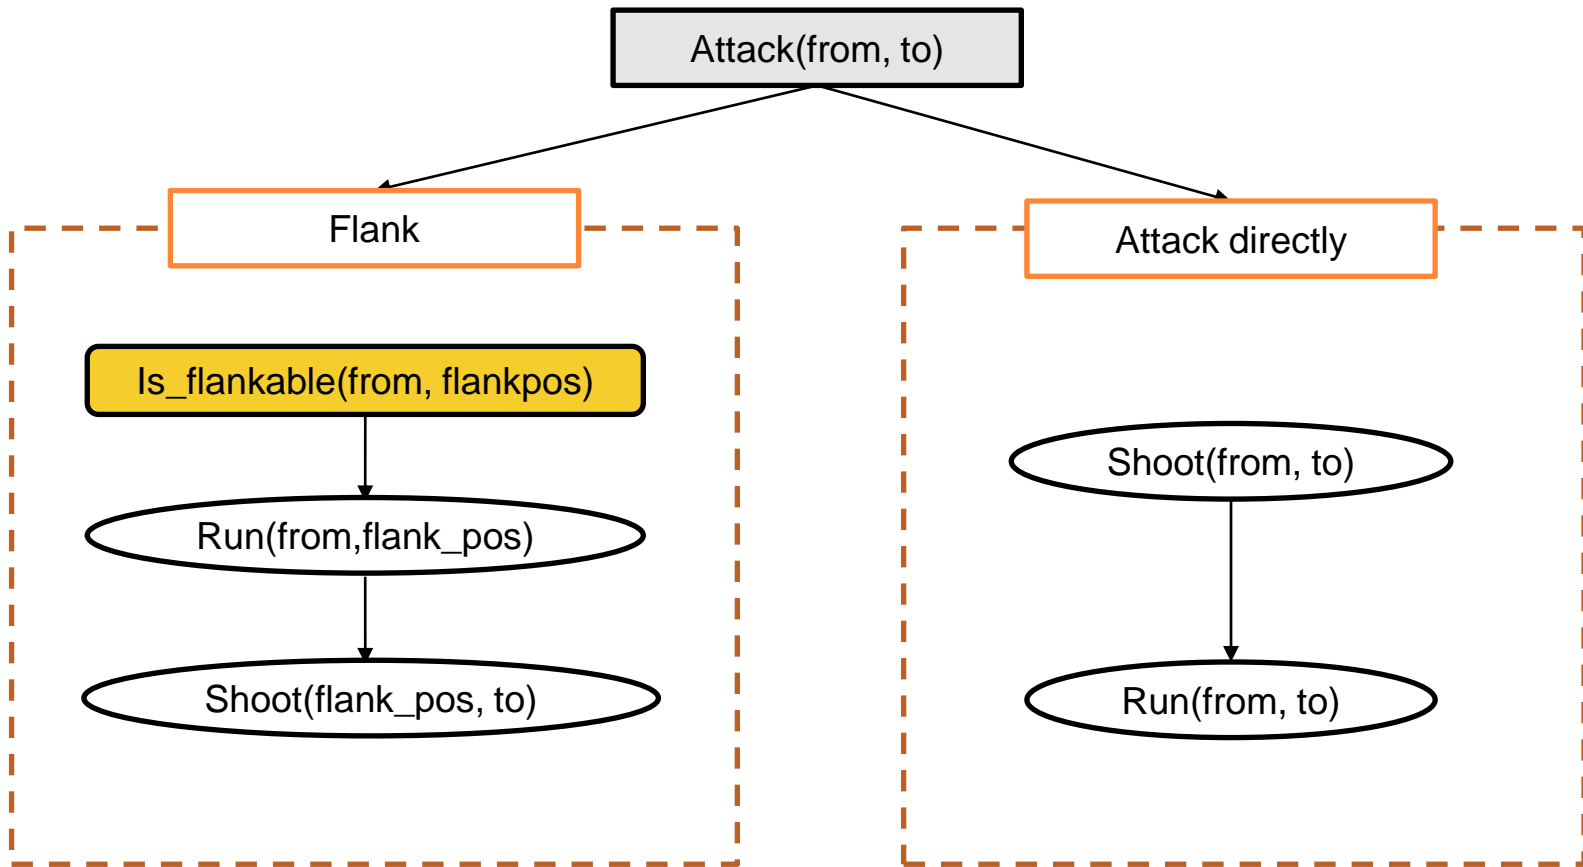 Attack(from, to)
Flank
Attack directly
Is_flankable(from, flankpos)
Run(from,flank_pos)
Shoot(flank_pos, to)
Shoot(from, to)
Run(from, to)